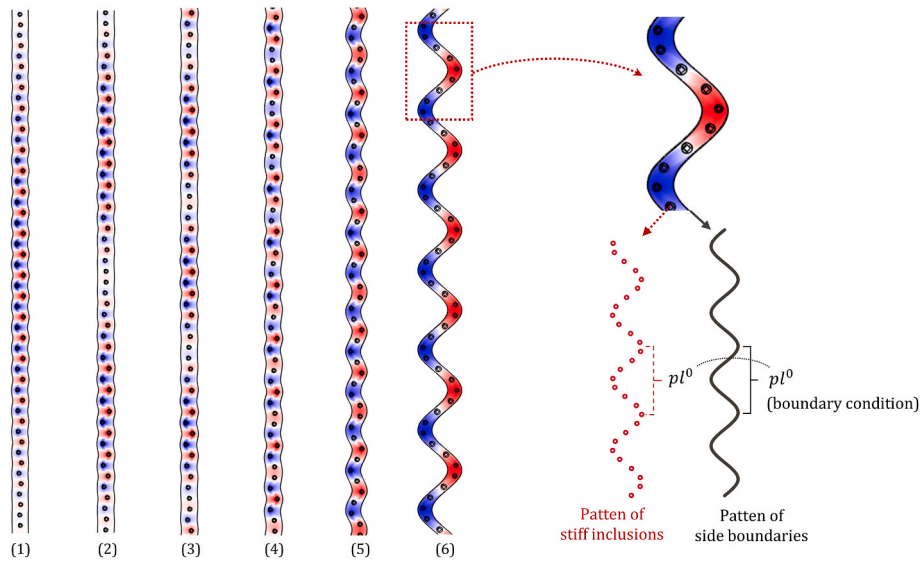 (1)
(2)
(3)
(4)
(5)
(6)
pl⁰
pl⁰
(boundary condition)
Patten of
stiff inclusions
Patten of
side boundaries